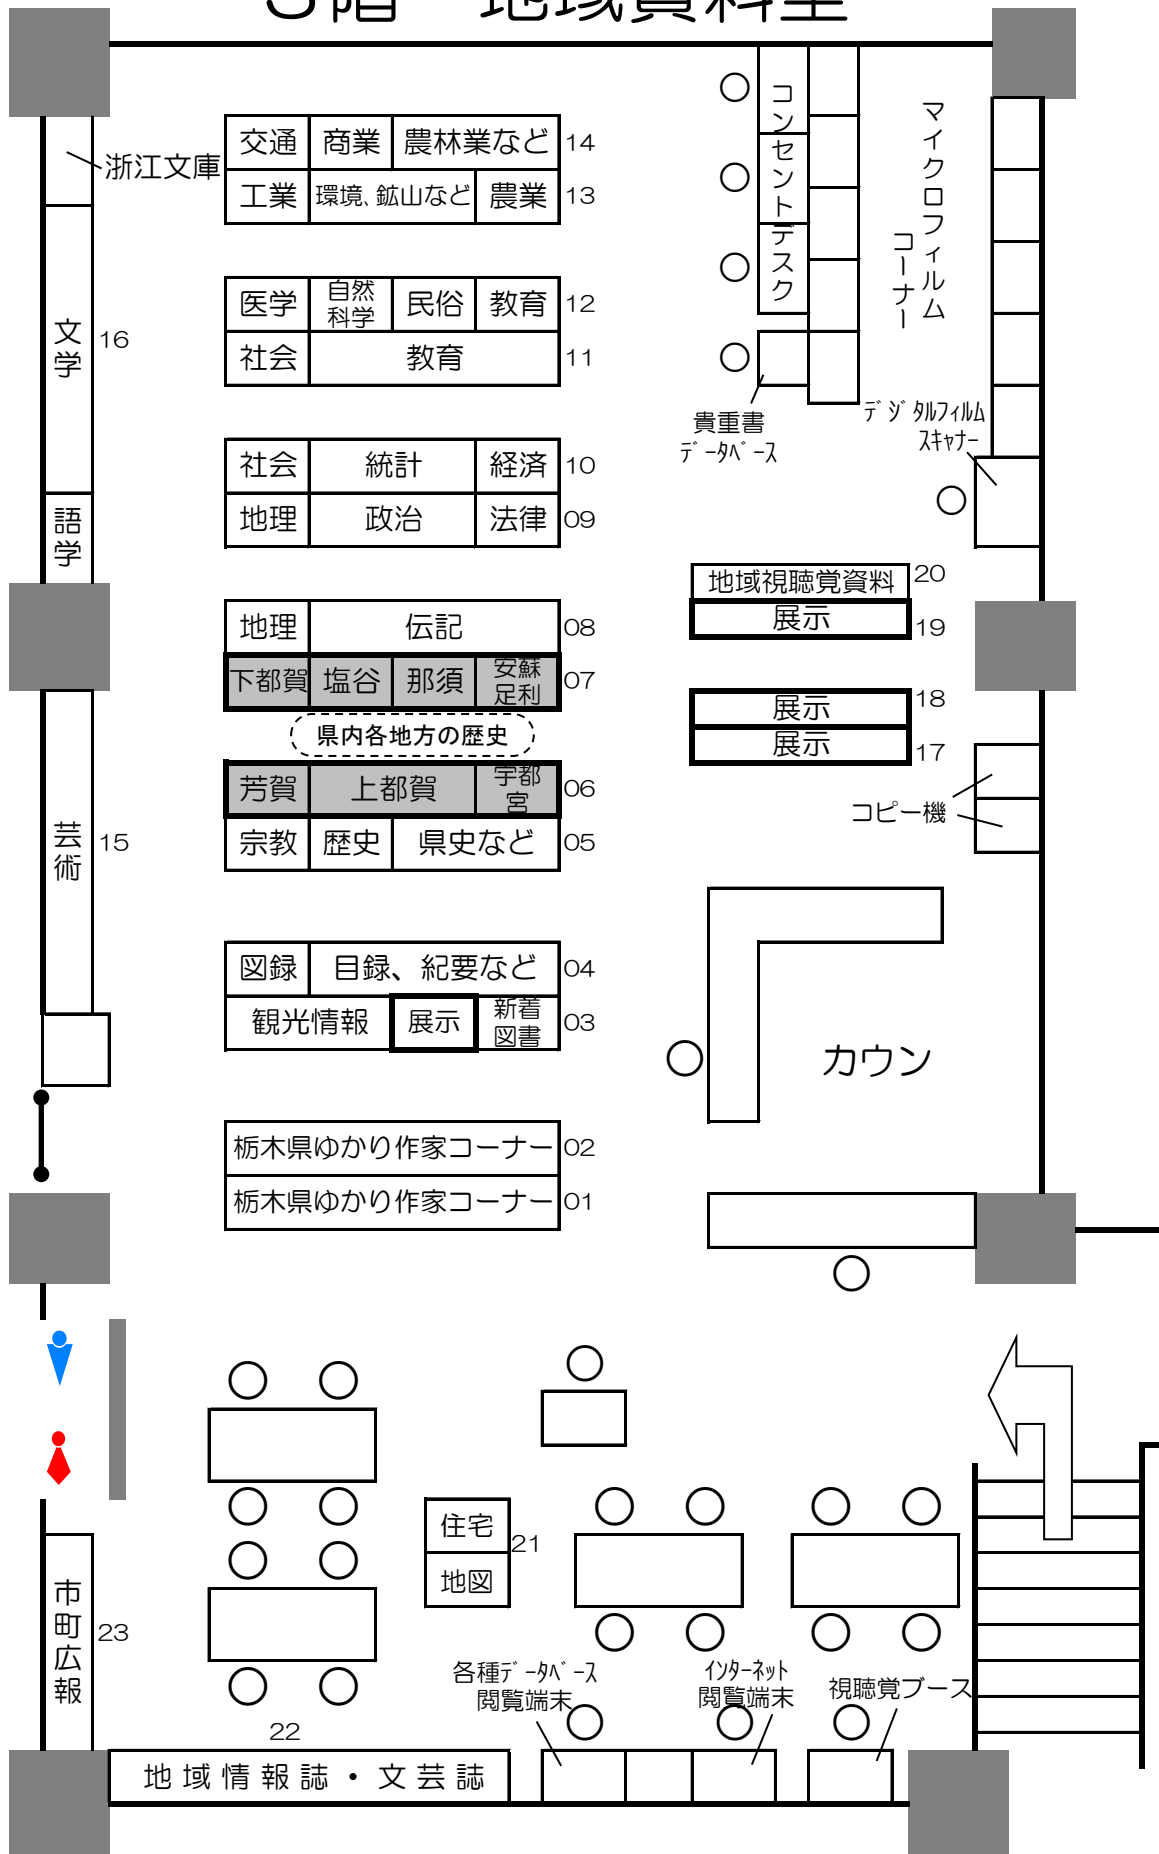 3階 地域資料室
浙江文庫
交通 商業 農林業など 14
工業 環境、鉱山など 農業 13
医学 自然科学 民俗 教育 12
社会 教育 11
社会 統計 経済 10
地理 政治 法律 09
地理 伝記 08
下都賀 塩谷 那須 安蘇足利 07
県内各地方の歴史
芳賀 上都賀 宇都宮 06
宗教 歴史 県史など 05
図録 目録、紀要など 04
観光情報 展示 新着図書 03
栃木県ゆかり作家コーナー 02
栃木県ゆかり作家コーナー 01
文学 16
語学
芸術 15
コンセントデスク
マイクロフィルム
コーナー
貴重書
データベース
デジタルフィルム
スキャナー
地域視聴覚資料 20
展示 19
展示 18
展示 17
コピー機
カウン
住宅
地図
21
市町広報 23
22
地域情報誌・文芸誌
各種データベース
閲覧端末
インターネット
閲覧端末
視聴覚ブース